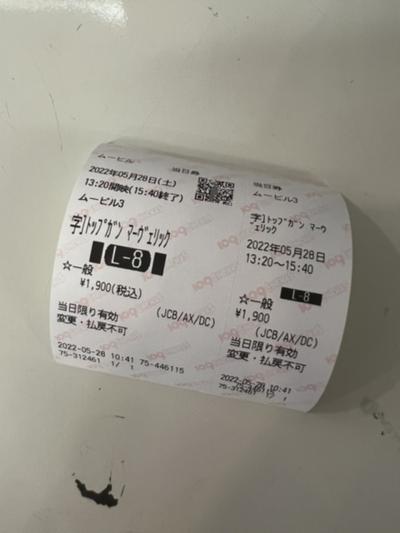 ムービル 当日券
2022年05月28日(土)
13:20開映(15:40終了)
ムービル3
字]トップガン マーヴェリック
L-8
☆一般
¥1,900(税込)
(JCB/AX/DC)
当日限り有効
変更・払戻不可
2022-05-28 10:41 75-446115
75-312461 1/ 1
当日券
ムービル3
字]トップガン マーヴ
ェリック
2022年05月28日
13:20～15:40
L-8
☆一般
¥1,900
(JCB/AX/DC)
当日限り有効
変更・払戻不可
2022-05-28 10:41
75-312461